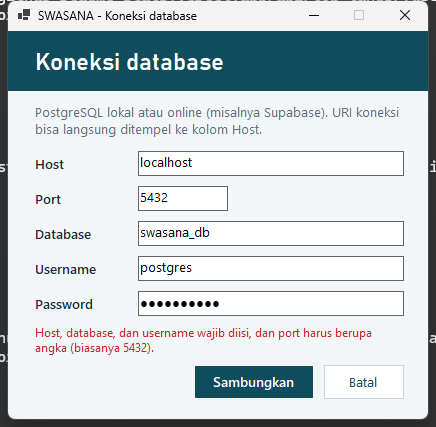 SWASANA - Koneksi database
Koneksi database
PostgreSQL lokal atau online (misalnya Supabase). URI koneksi
bisa langsung ditempel ke kolom Host.
Host localhost
Port 5432
Database swasana_db
Username postgres
Password ●●●●●●●●●●
Host, database, dan username wajib diisi, dan port harus berupa
angka (biasanya 5432).
Sambungkan Batal